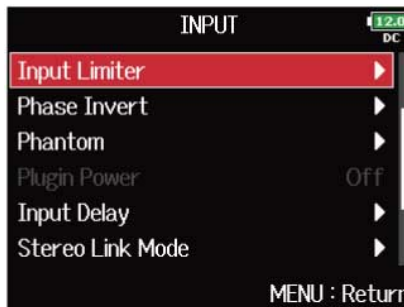 INPUT
12.0
DC
Input Limiter
Phase Invert
Phantom
Plugin Power Off
Input Delay
Stereo Link Mode
MENU : Return